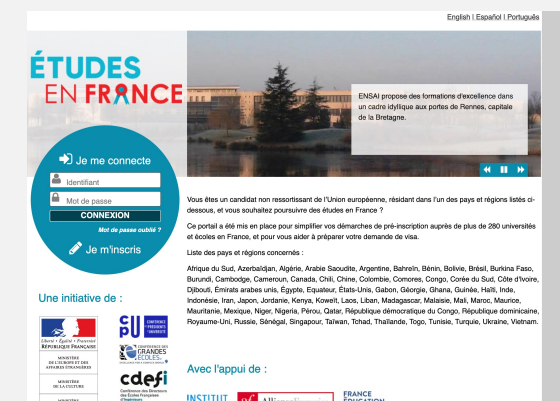 English | Español | Português
ÉTUDES
EN FRANCE
ENSAI propose des formations d'excellence dans
un cadre idyllique aux portes de Rennes, capitale
de la Bretagne.
Je me connecte
Identifiant
Mot de passe
CONNEXION
Mot de passe oublié ?
Je m'inscris
Vous êtes un candidat non ressortissant de l'Union européenne, résidant dans l'un des pays et régions listés ci-
dessous, et vous souhaitez poursuivre des études en France ?
Ce portail a été mis en place pour simplifier vos démarches de pré-inscription auprès de plus de 280 universités
et écoles en France, et pour vous aider à préparer votre demande de visa.
Liste des pays et régions concernés :
Afrique du Sud, Azerbaïdjan, Algérie, Arabie Saoudite, Argentine, Bahreïn, Bénin, Bolivie, Brésil, Burkina Faso,
Burundi, Cambodge, Cameroun, Canada, Chili, Chine, Colombie, Comores, Congo, Corée du Sud, Côte d'Ivoire,
Djibouti, Émirats arabes unis, Égypte, Equateur, États-Unis, Gabon, Géorgie, Ghana, Guinée, Haïti, Inde,
Indonésie, Iran, Japon, Jordanie, Kenya, Koweït, Laos, Liban, Madagascar, Malaisie, Mali, Maroc, Maurice,
Mauritanie, Mexique, Niger, Nigeria, Pérou, Qatar, République démocratique du Congo, République dominicaine,
Royaume-Uni, Russie, Sénégal, Singapour, Taïwan, Tchad, Thaïlande, Togo, Tunisie, Turquie, Ukraine, Vietnam.
Une initiative de :
Liberté • Égalité • Fraternité
RÉPUBLIQUE FRANÇAISE
MINISTÈRE
DE L'EUROPE ET DES
AFFAIRES ÉTRANGÈRES
MINISTÈRE
DE LA CULTURE
MINISTÈRE
CPU
CONFÉRENCE
DES PRÉSIDENTS
D'UNIVERSITÉ
CONFÉRENCE DES
GRANDES
ECOLES
cdefi
Conférence des Directeurs
des Écoles Françaises
d'Ingénieurs
Avec l'appui de :
INSTITUT
af
FRANCE
ÉDUCATION